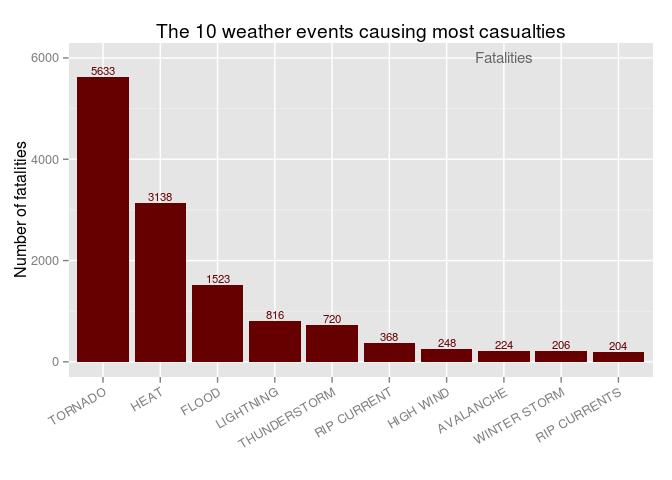 The 10 weather events causing most casualties
Fatalities
Number of fatalities
6000
4000
2000
0
5633
3138
1523
816
720
368
248
224
206
204
TORNADO
HEAT
FLOOD
LIGHTNING
THUNDERSTORM
RIP CURRENT
HIGH WIND
AVALANCHE
WINTER STORM
RIP CURRENTS